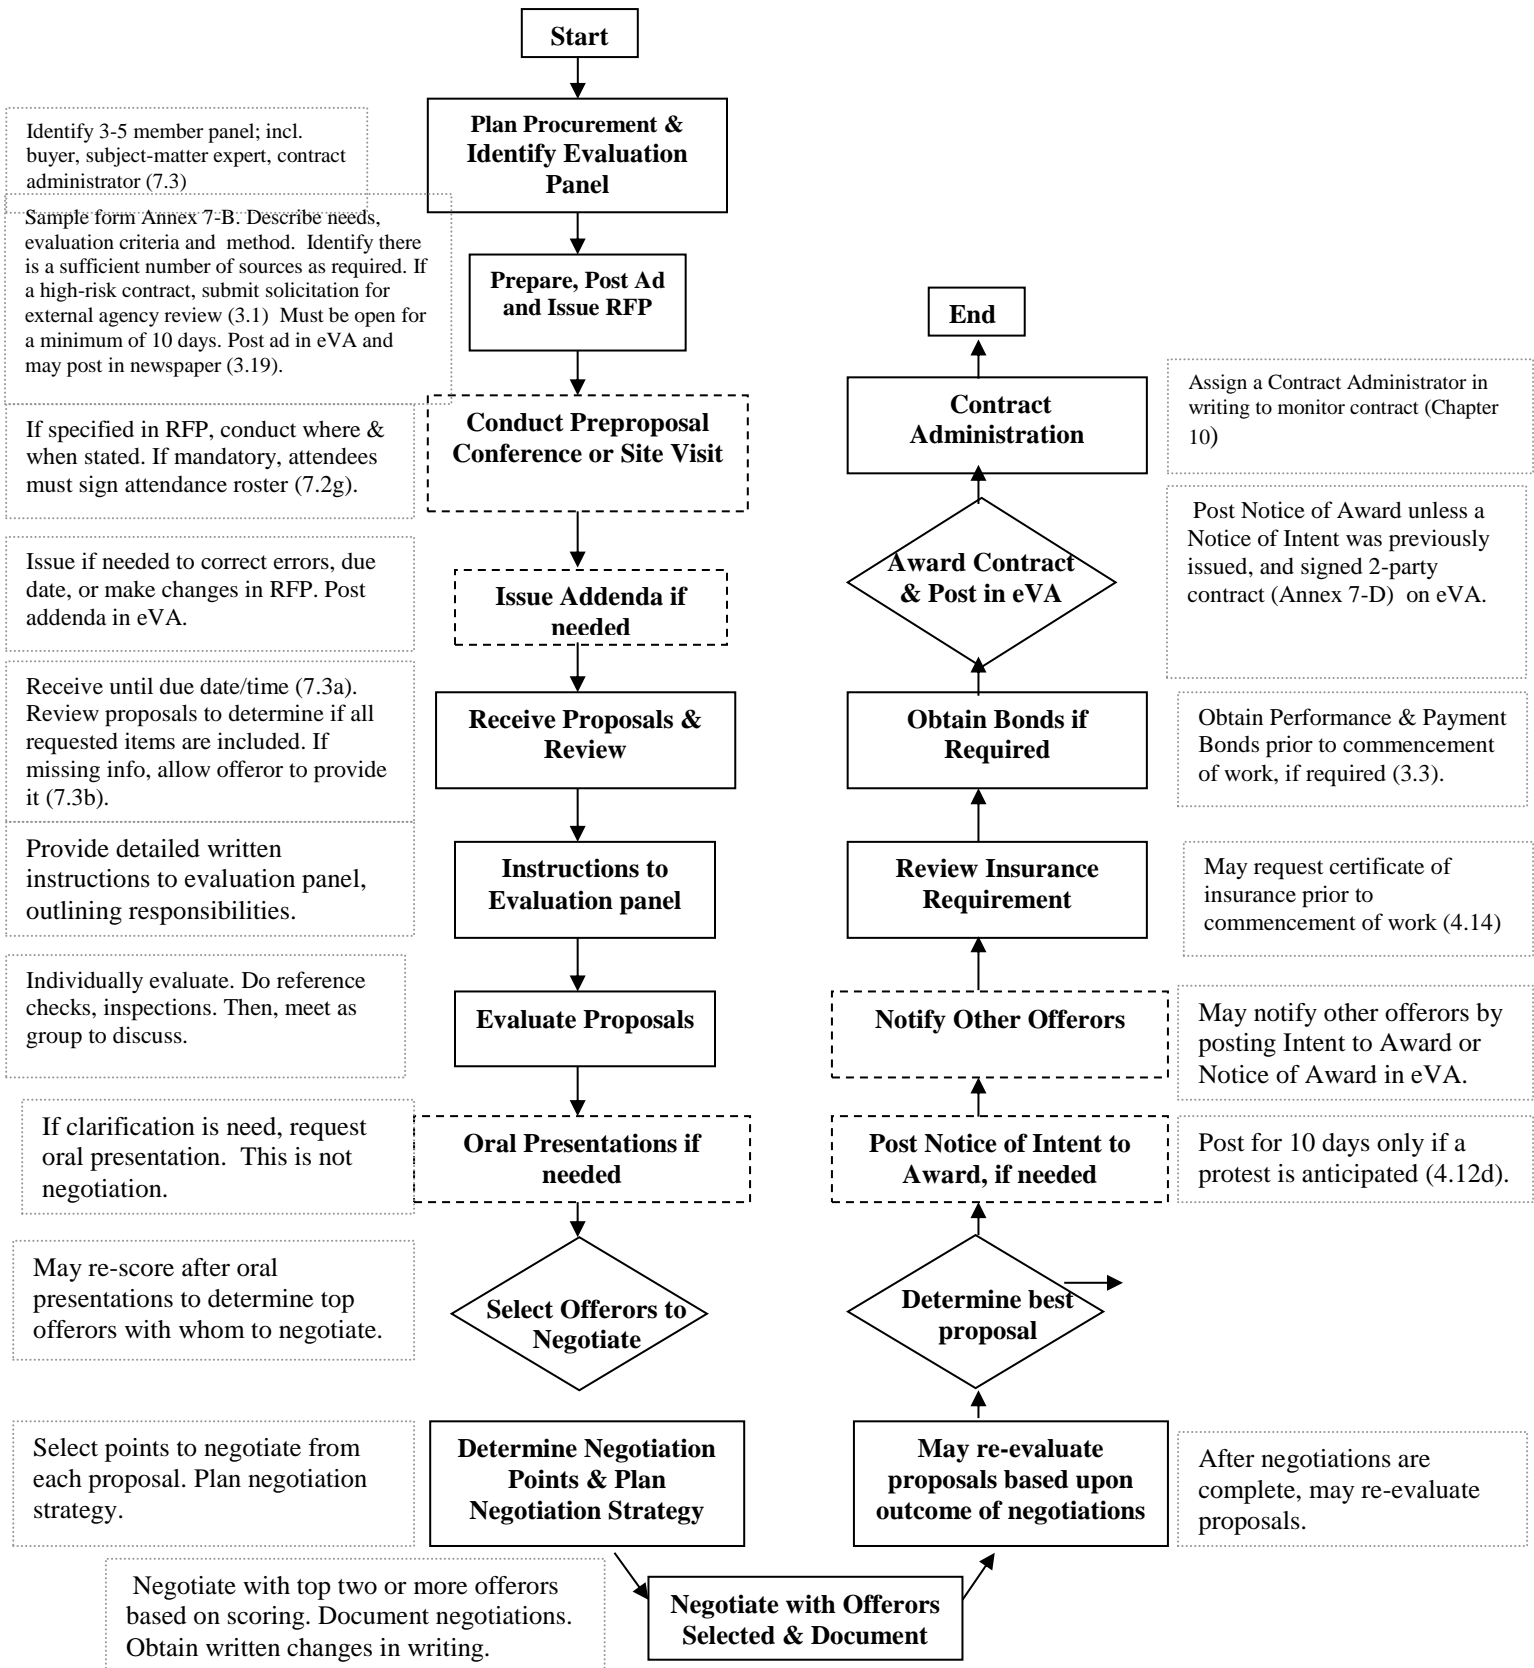 Start
Plan Procurement &
Identify Evaluation
Panel
Identify 3-5 member panel; incl.
buyer, subject-matter expert, contract
administrator (7.3)
Sample form Annex 7-B. Describe needs,
evaluation criteria and  method.  Identify there
is a sufficient number of sources as required. If
a high-risk contract, submit solicitation for
external agency review (3.1)  Must be open for
a minimum of 10 days. Post ad in eVA and
may post in newspaper (3.19).
Prepare, Post Ad
and Issue RFP
If specified in RFP, conduct where &
when stated. If mandatory, attendees
must sign attendance roster (7.2g).
Conduct Preproposal
Conference or Site Visit
Issue if needed to correct errors, due
date, or make changes in RFP. Post
addenda in eVA.
Issue Addenda if
needed
Receive until due date/time (7.3a).
Review proposals to determine if all
requested items are included. If
missing info, allow offeror to provide
it (7.3b).
Receive Proposals &
Review
Provide detailed written
instructions to evaluation panel,
outlining responsibilities.
Instructions to
Evaluation panel
Individually evaluate. Do reference
checks, inspections. Then, meet as
group to discuss.
Evaluate Proposals
If clarification is need, request
oral presentation.  This is not
negotiation.
Oral Presentations if
needed
May re-score after oral
presentations to determine top
offerors with whom to negotiate.
Select Offerors to
Negotiate
Select points to negotiate from
each proposal. Plan negotiation
strategy.
Determine Negotiation
Points & Plan
Negotiation Strategy
Negotiate with top two or more offerors
based on scoring. Document negotiations.
Obtain written changes in writing.
Negotiate with Offerors
Selected & Document
May re-evaluate
proposals based upon
outcome of negotiations
After negotiations are
complete, may re-evaluate
proposals.
Determine best
proposal
Post Notice of Intent to
Award, if needed
Post for 10 days only if a
protest is anticipated (4.12d).
Notify Other Offerors
May notify other offerors by
posting Intent to Award or
Notice of Award in eVA.
Review Insurance
Requirement
May request certificate of
insurance prior to
commencement of work (4.14)
Obtain Bonds if
Required
Obtain Performance & Payment
Bonds prior to commencement
of work, if required (3.3).
Award Contract
& Post in eVA
Post Notice of Award unless a
Notice of Intent was previously
issued, and signed 2-party
contract (Annex 7-D)  on eVA.
Contract
Administration
Assign a Contract Administrator in
writing to monitor contract (Chapter
10)
End